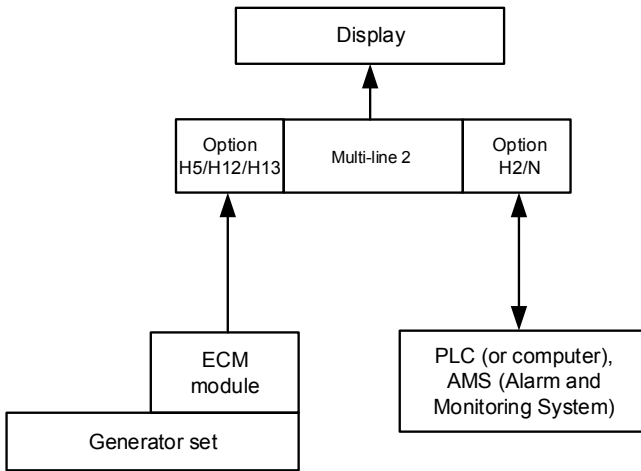 Display
Option
H5/H12/H13
Multi-line 2
Option
H2/N
ECM
module
Generator set
PLC (or computer),
AMS (Alarm and
Monitoring System)